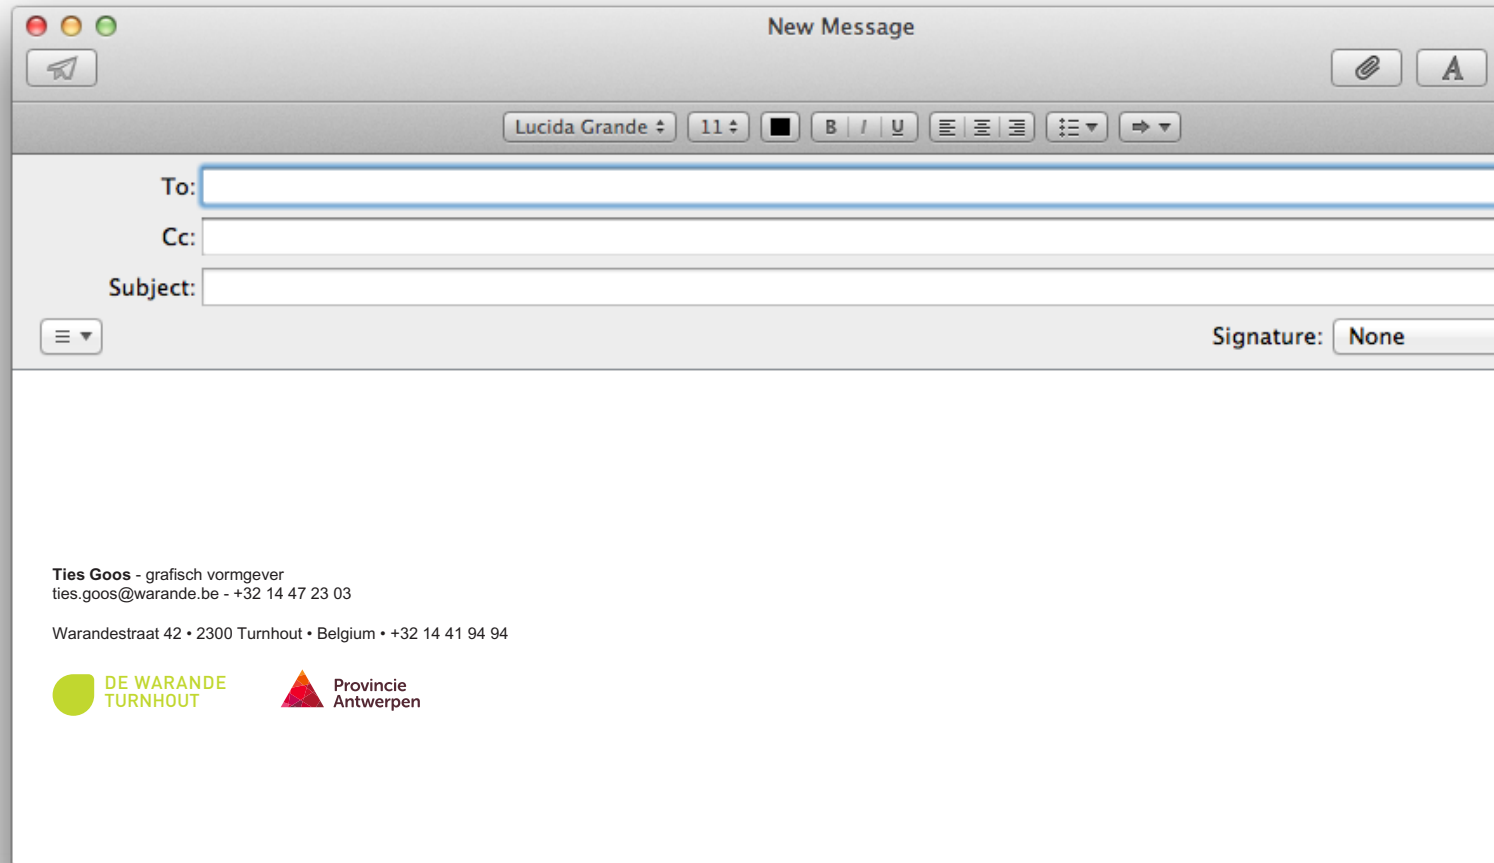 New Message
Lucida Grande 11 B I U
To:
Cc:
Subject:
Signature: None
Ties Goos - grafisch vormgever
ties.goos@warande.be - +32 14 47 23 03
Warandestraat 42 • 2300 Turnhout • Belgium • +32 14 41 94 94
DE WARANDE
TURNHOUT
Provincie
Antwerpen